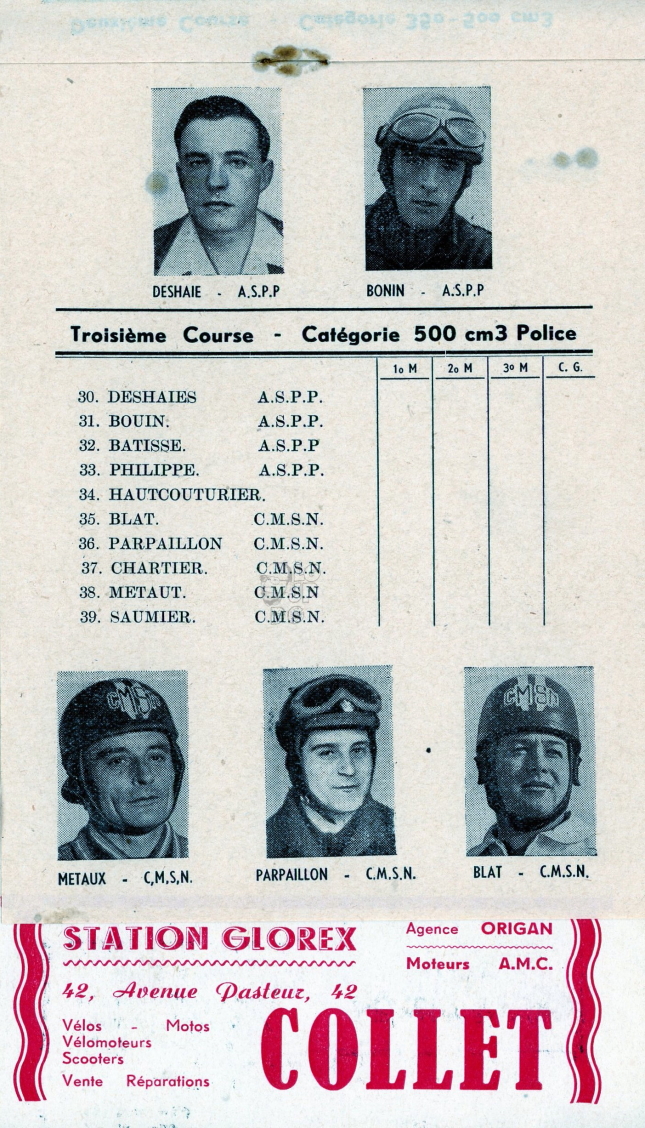 DESHAIE - A.S.P.P
BONIN - A.S.P.P
Troisième Course - Catégorie 500 cm3 Police
1o M 2o M 3o M C. G.
30. DESHAIES A.S.P.P.
31. BOUIN. A.S.P.P.
32. BATISSE. A.S.P.P
33. PHILIPPE. A.S.P.P.
34. HAUTCOUTURIER.
35. BLAT. C.M.S.N.
36. PARPAILLON C.M.S.N.
37. CHARTIER. C.M.S.N.
38. METAUT. C.M.S.N
39. SAUMIER. C.M.S.N.
CMSN
CMSN
METAUX - C,M,S,N.
PARPAILLON - C.M.S.N.
BLAT - C.M.S.N.
STATION GLOREX
Agence ORIGAN
Moteurs A.M.C.
42, Avenue Pasteur, 42
Vélos - Motos
Vélomoteurs
Scooters
Vente Réparations
COLLET